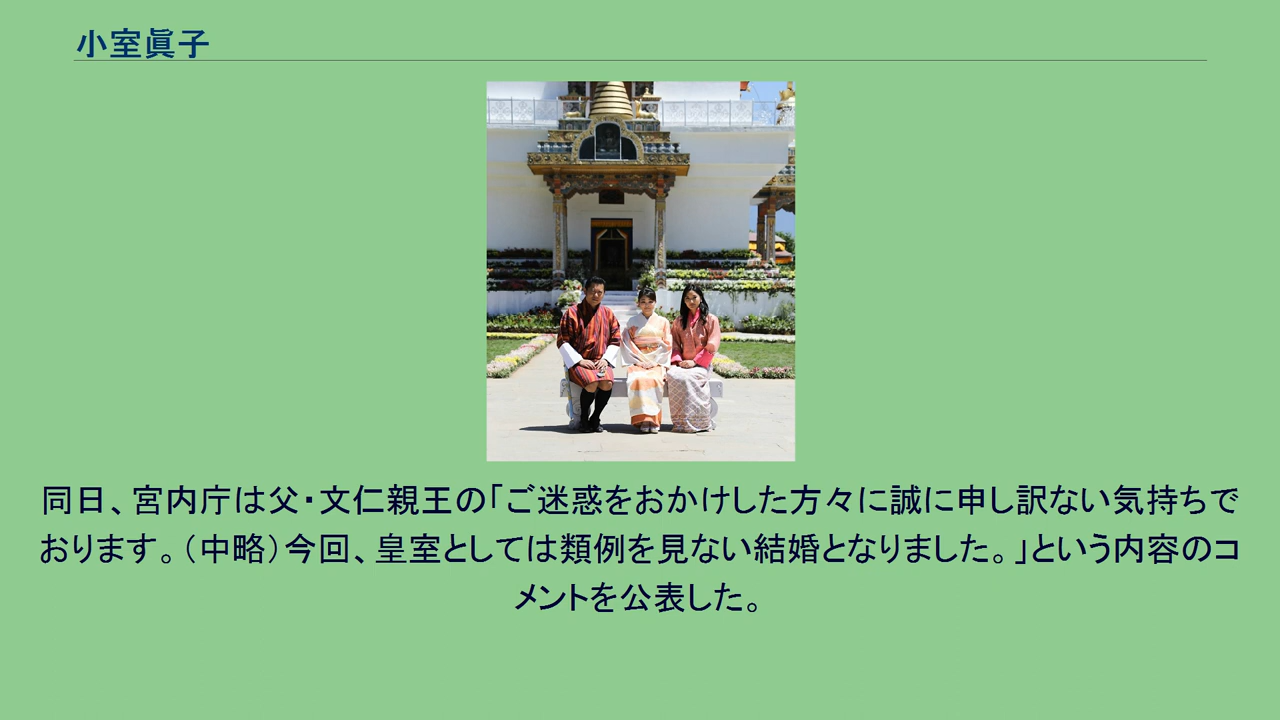 小室眞子
同日、宮内庁は父・文仁親王の「ご迷惑をおかけした方々に誠に申し訳ない気持ちで
おります。（中略）今回、皇室としては類例を見ない結婚となりました。」という内容のコ
メントを公表した。